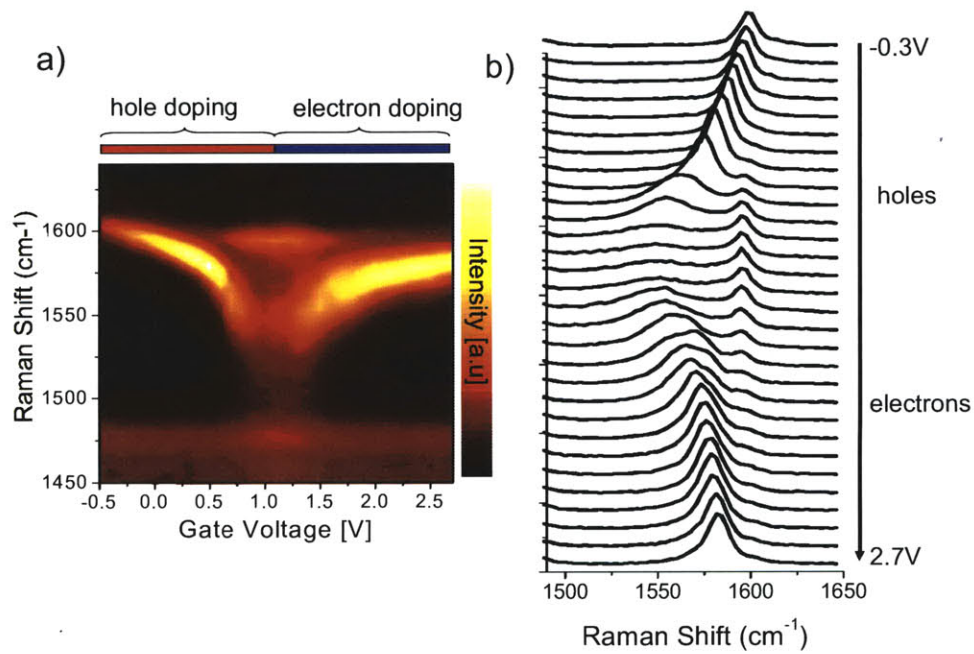 a)
hole doping electron doping
Raman Shift (cm-1)
1600
1550
1500
1450
-0.5 0.0 0.5 1.0 1.5 2.0 2.5
Gate Voltage [V]
Intensity [a.u]
b)
-0.3V
holes
electrons
2.7V
1500 1550 1600 1650
Raman Shift (cm-1)